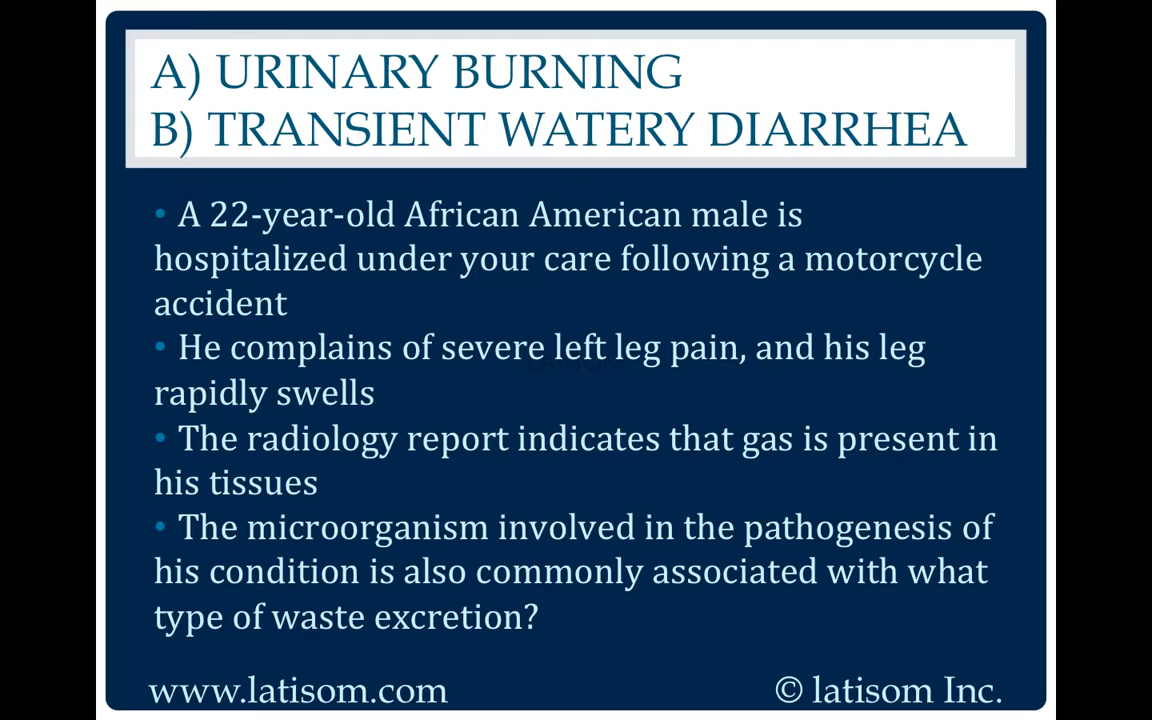 A) URINARY BURNING
B) TRANSIENT WATERY DIARRHEA
• A 22-year-old African American male is
hospitalized under your care following a motorcycle
accident
• He complains of severe left leg pain, and his leg
rapidly swells
• The radiology report indicates that gas is present in
his tissues
• The microorganism involved in the pathogenesis of
his condition is also commonly associated with what
type of waste excretion?
www.latisom.com © latisom Inc.